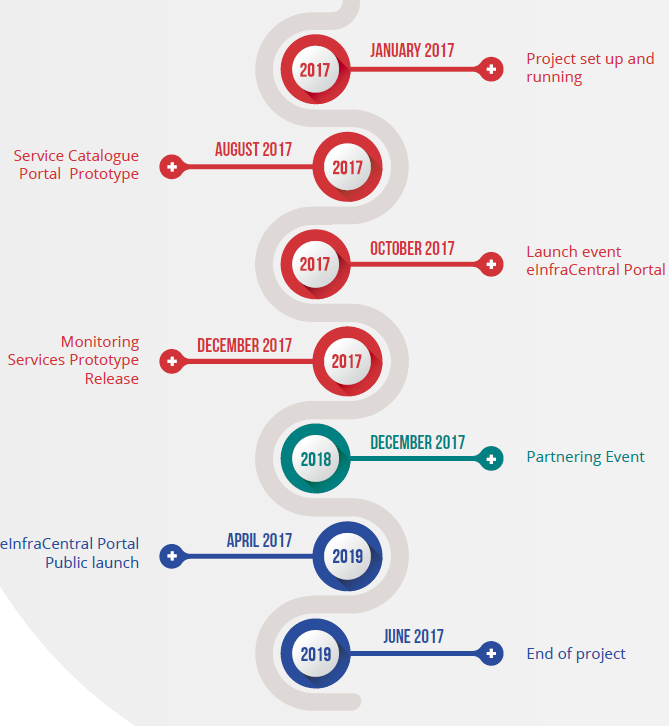 JANUARY 2017
2017
Project set up and
running
AUGUST 2017
Service Catalogue
Portal Prototype
2017
OCTOBER 2017
2017
Launch event
eInfraCentral Portal
DECEMBER 2017
Monitoring
Services Prototype
Release
2017
DECEMBER 2017
2018
Partnering Event
APRIL 2017
eInfraCentral Portal
Public launch
2019
JUNE 2017
2019
End of project